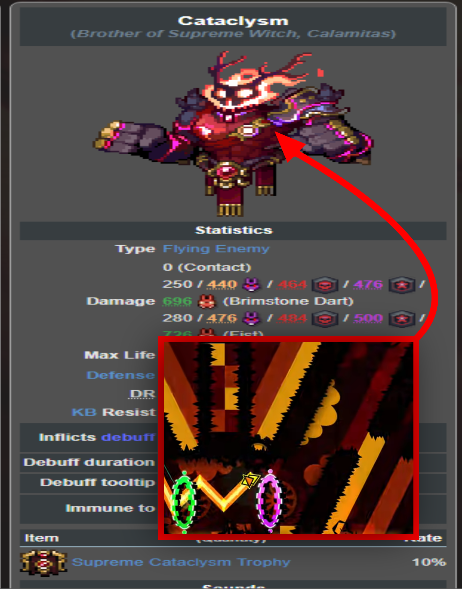 Cataclysm
(Brother of Supreme Witch, Calamitas)
Statistics
Type Flying Enemy
0 (Contact)
250 / 440 / 464 / 476 /
Damage 696 (Brimstone Dart)
280 / 476 / 484 / 500 /
726 (Fist)
Max Life
Defense
DR
KB Resist
Inflicts debuff
Debuff duration
Debuff tooltip
Immune to
Item (Quantity) Rate
Supreme Cataclysm Trophy 10%
Sounds